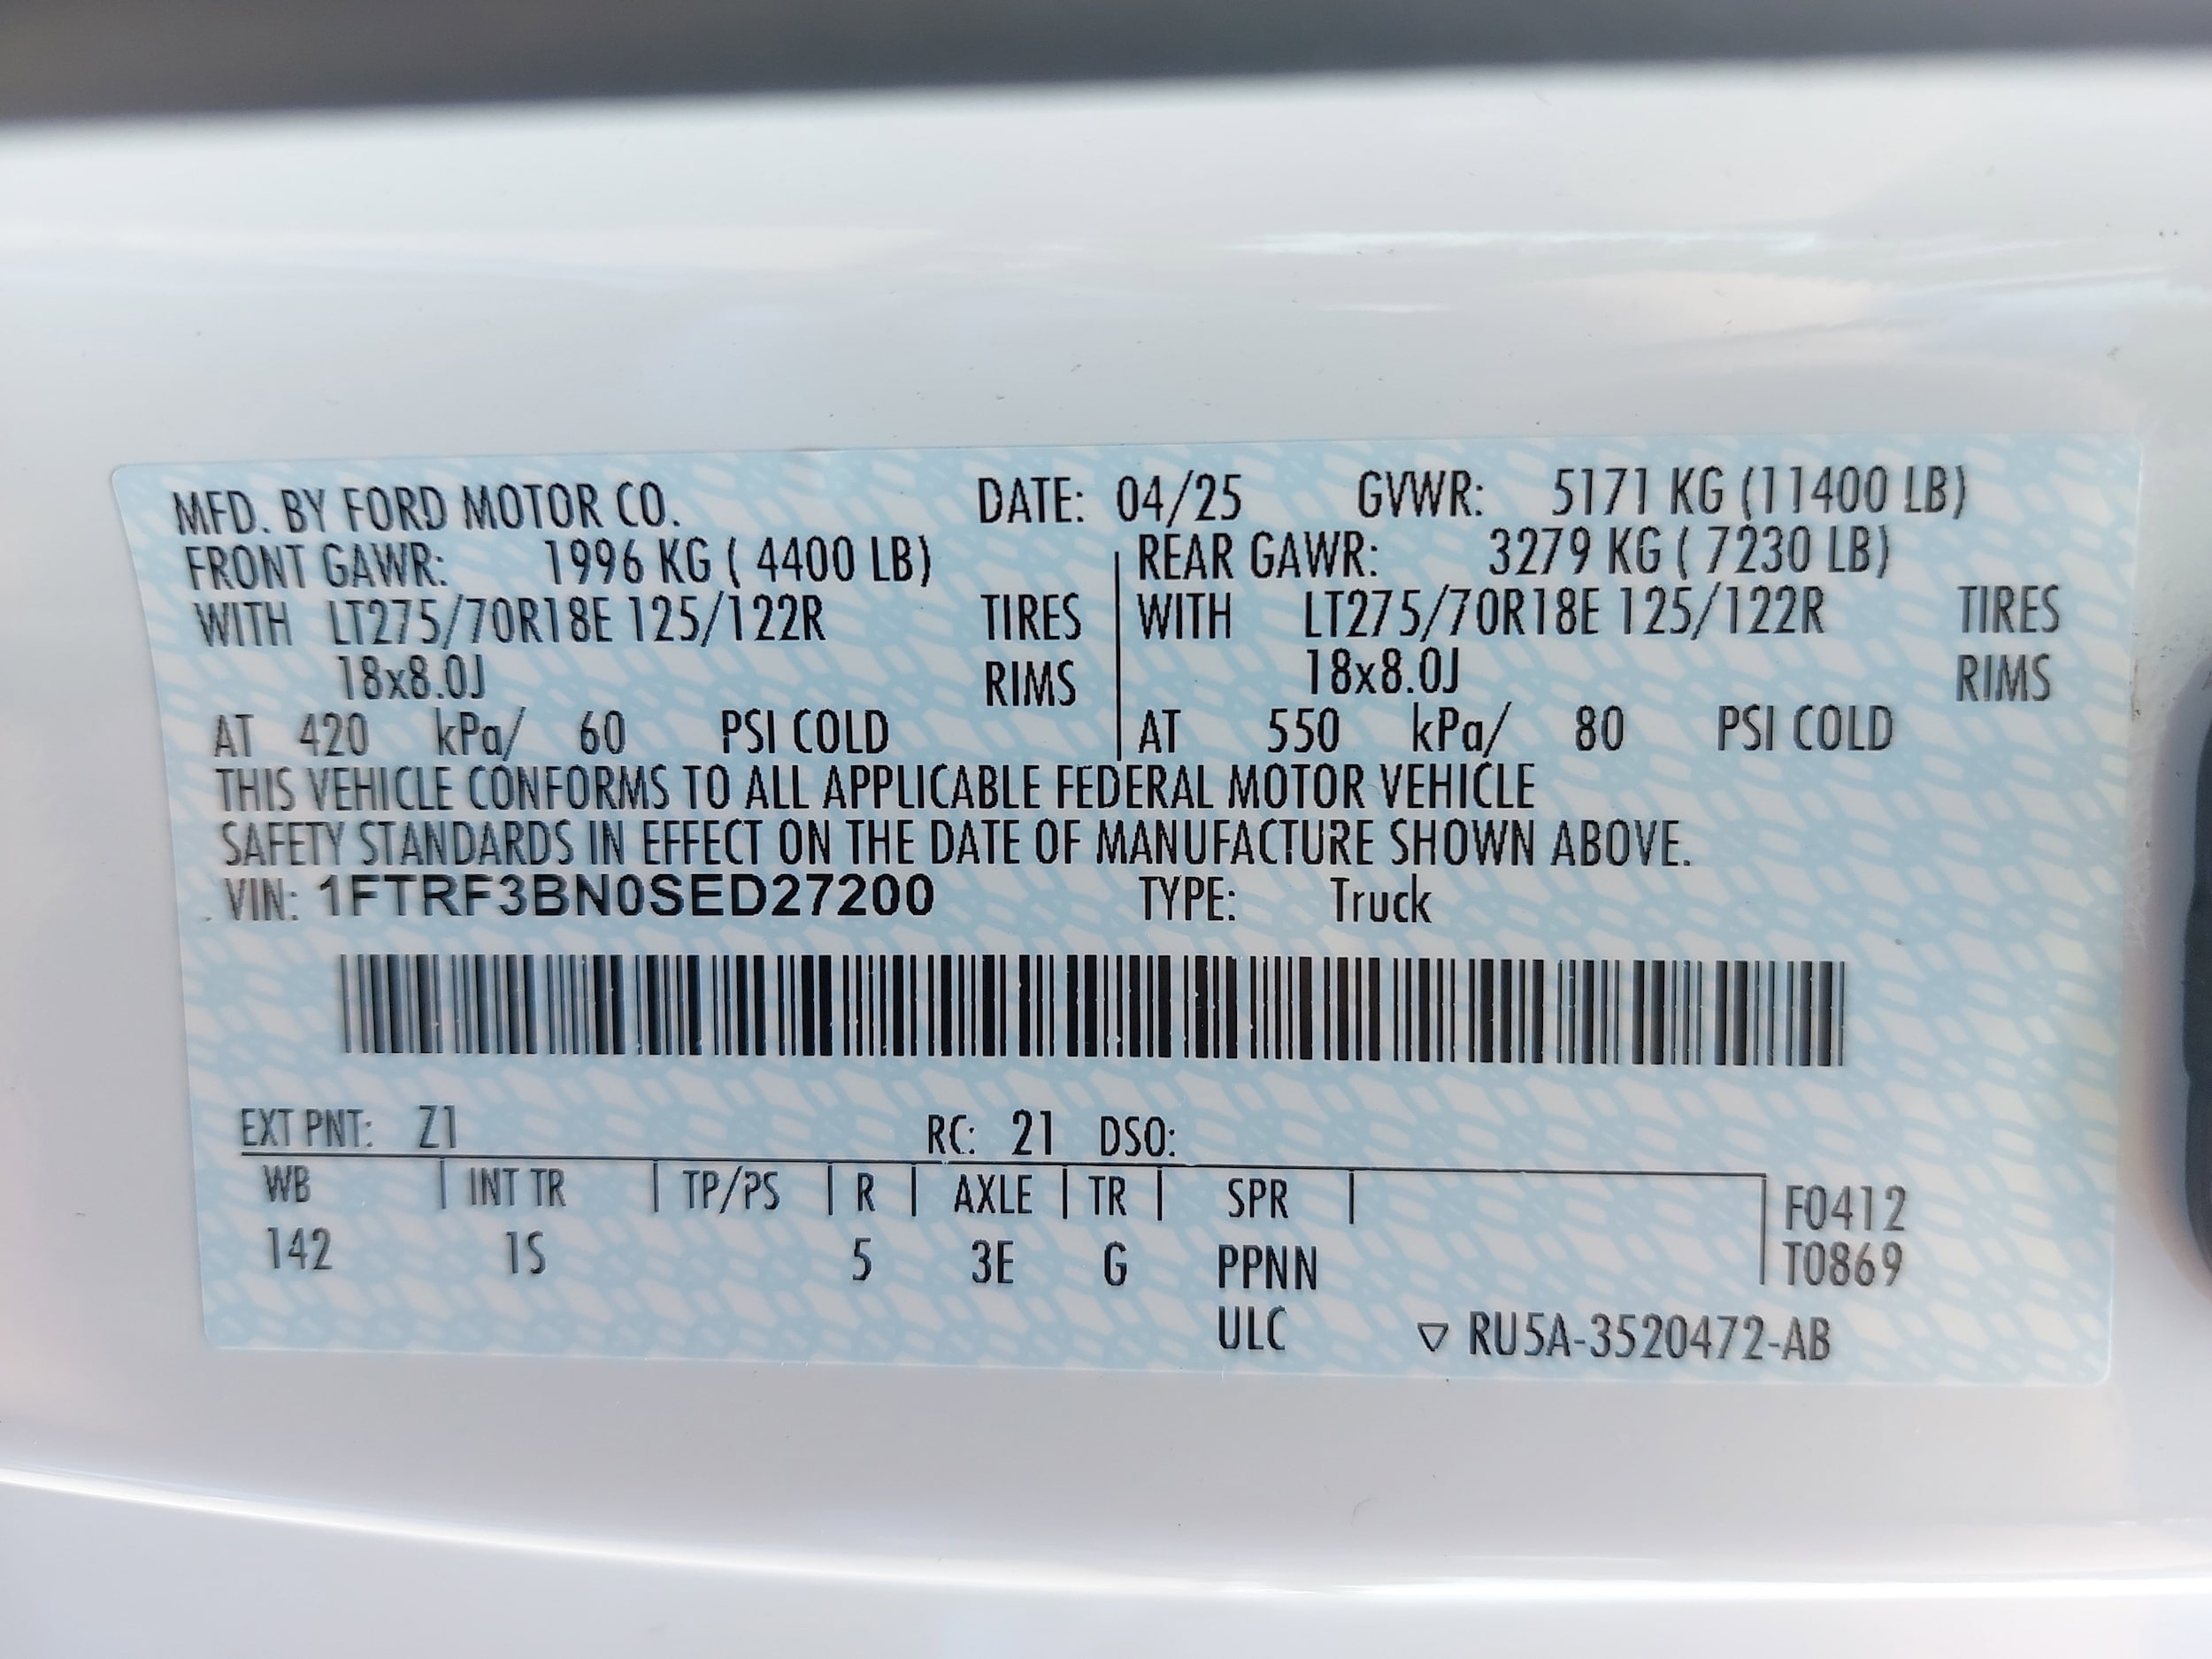 MFD. BY FORD MOTOR CO. DATE: 04/25 GVWR: 5171 KG (11400 LB)
FRONT GAWR: 1996 KG ( 4400 LB) REAR GAWR: 3279 KG ( 7230 LB)
WITH LT275/70R18E 125/122R TIRES WITH LT275/70R18E 125/122R TIRES
18x8.0J RIMS 18x8.0J RIMS
AT 420 kPa/ 60 PSI COLD AT 550 kPa/ 80 PSI COLD
THIS VEHICLE CONFORMS TO ALL APPLICABLE FEDERAL MOTOR VEHICLE
SAFETY STANDARDS IN EFFECT ON THE DATE OF MANUFACTURE SHOWN ABOVE.
VIN: 1FTRF3BN0SED27200 TYPE: Truck
EXT PNT: Z1 RC: 21 DSO:
WB | INT TR | TP/PS | R | AXLE | TR | SPR | F0412
142 1S 5 3E G PPNN T0869
ULC ▽ RU5A-3520472-AB